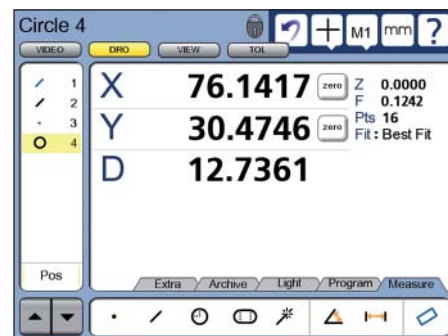 Circle 4
M1
mm
?
VIDEO
DRO
VIEW
TOL
1
2
3
4
X 76.1417 zero
Y 30.4746 zero
D 12.7361
Z 0.0000
F 0.1242
Pts 16
Fit : Best Fit
Pos
Extra
Archive
Light
Program
Measure